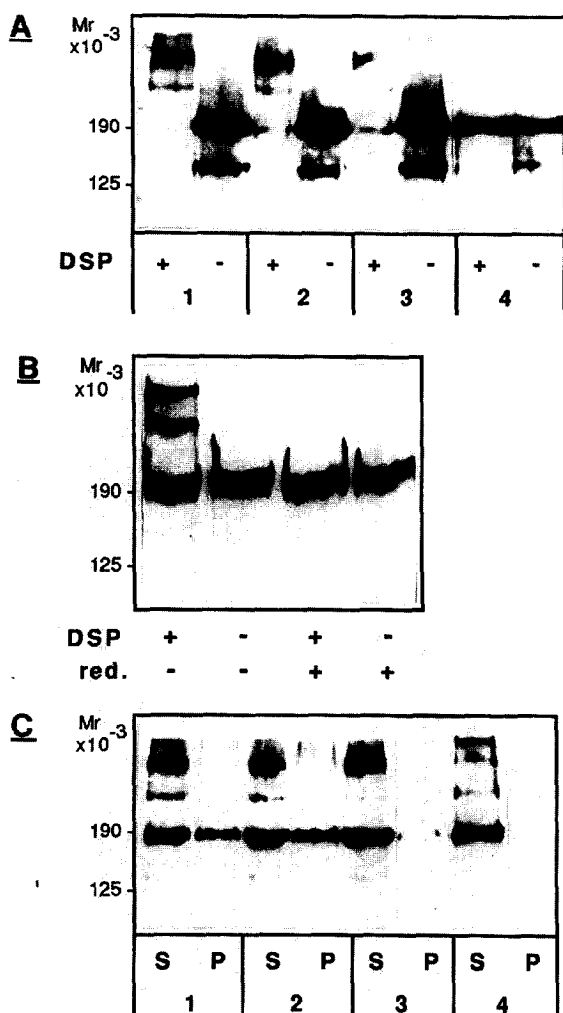 A
Mr
x10 -3
190
125
DSP + - + - + - + -
1 2 3 4
B
Mr
x10 -3
190
125
DSP + - + -
red. - - + +
C
Mr
x10 -3
190
125
S P S P S P S P
1 2 3 4